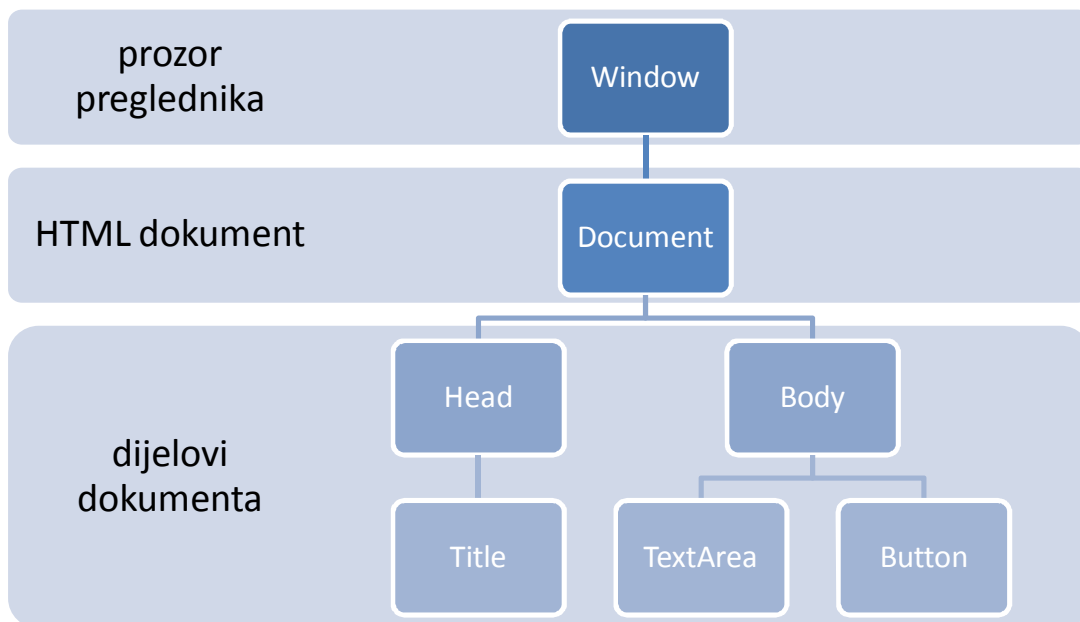 prozor
preglednika
Window
HTML dokument
Document
dijelovi
dokumenta
Head
Body
Title
TextArea
Button